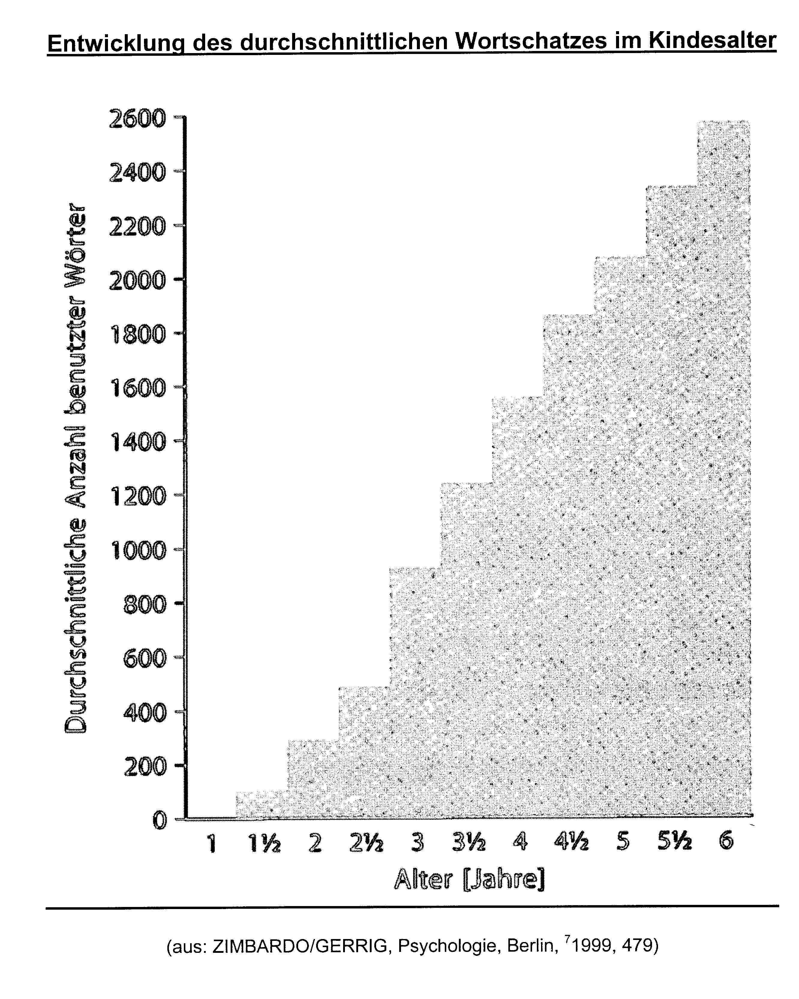 Entwicklung des durchschnittlichen Wortschatzes im Kindesalter
Durchschnittliche Anzahl benutzter Wörter
2600
2400
2200
2000
1800
1600
1400
1200
1000
800
600
400
200
0
1 1½ 2 2½ 3 3½ 4 4½ 5 5½ 6
Alter [Jahre]
(aus: ZIMBARDO/GERRIG, Psychologie, Berlin, ⁷1999, 479)